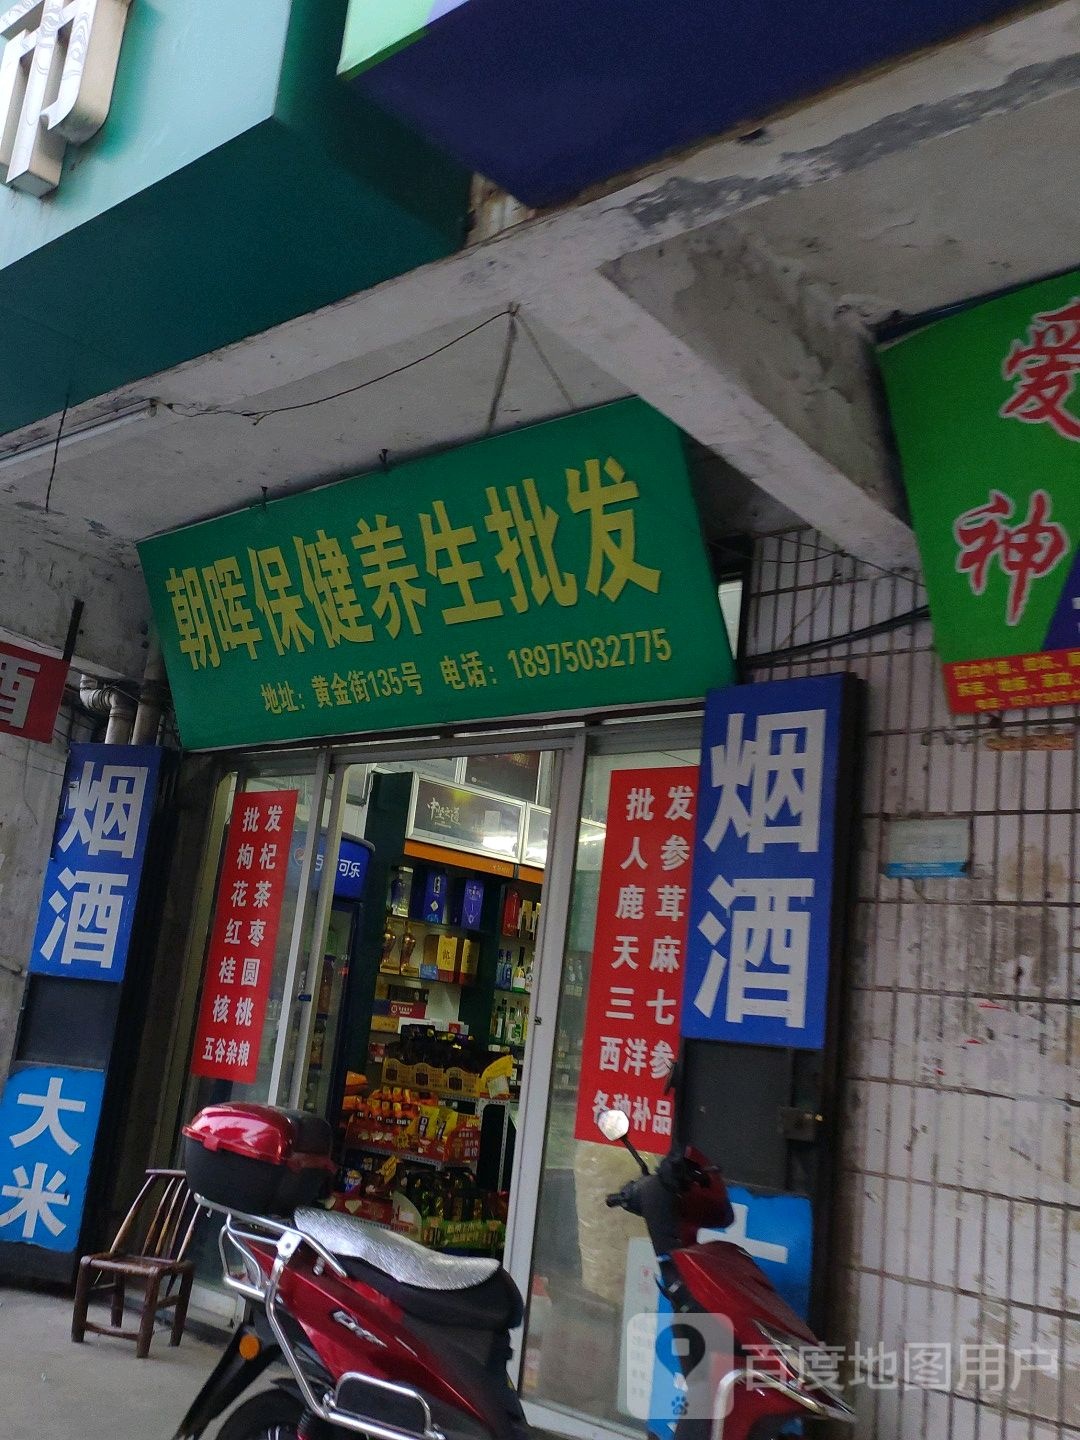 市
朝晖保健养生批发
地址：黄金街135号 电话：18975032775
爱
神
酒
烟酒
大米
批发
枸杞
花茶
红枣
桂圆
核桃
五谷杂粮
可乐
批发
人参
鹿茸
天麻
三七
西洋参
各种补品
烟酒
百度地图用户